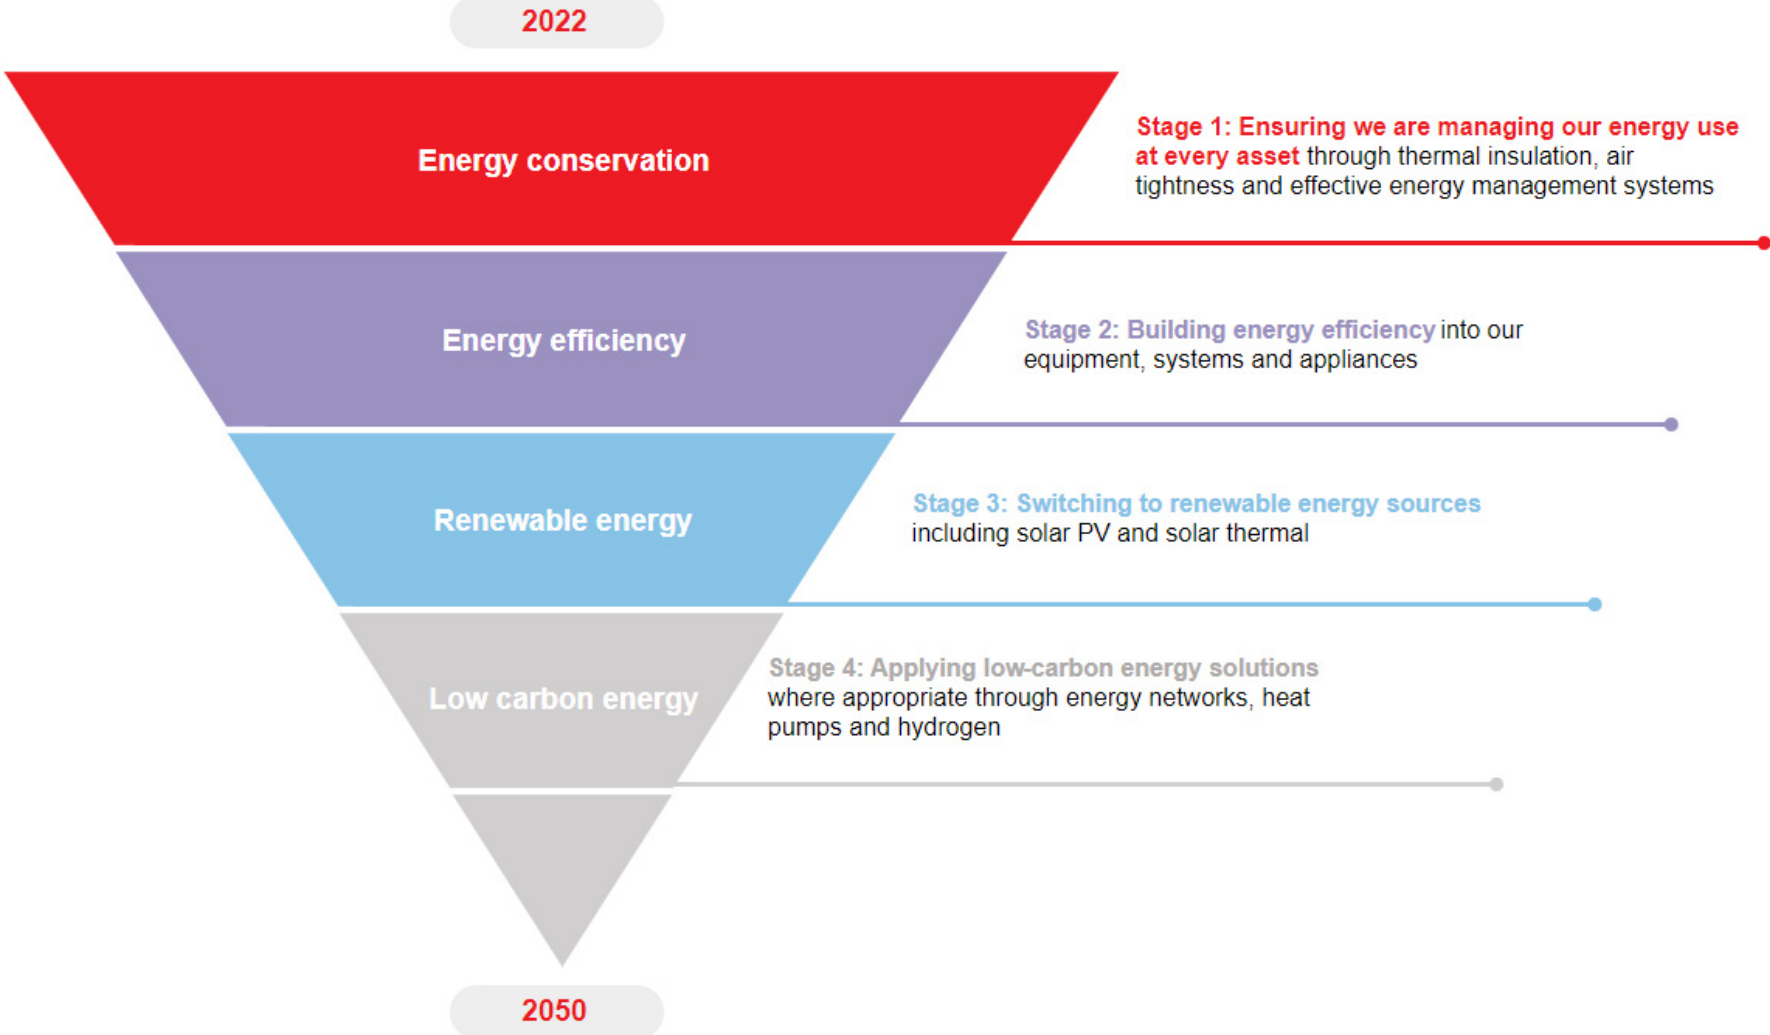 2022
Energy conservation
Stage 1: Ensuring we are managing our energy use
at every asset through thermal insulation, air
tightness and effective energy management systems
Energy efficiency
Stage 2: Building energy efficiency into our
equipment, systems and appliances
Renewable energy
Stage 3: Switching to renewable energy sources
including solar PV and solar thermal
Low carbon energy
Stage 4: Applying low-carbon energy solutions
where appropriate through energy networks, heat
pumps and hydrogen
2050